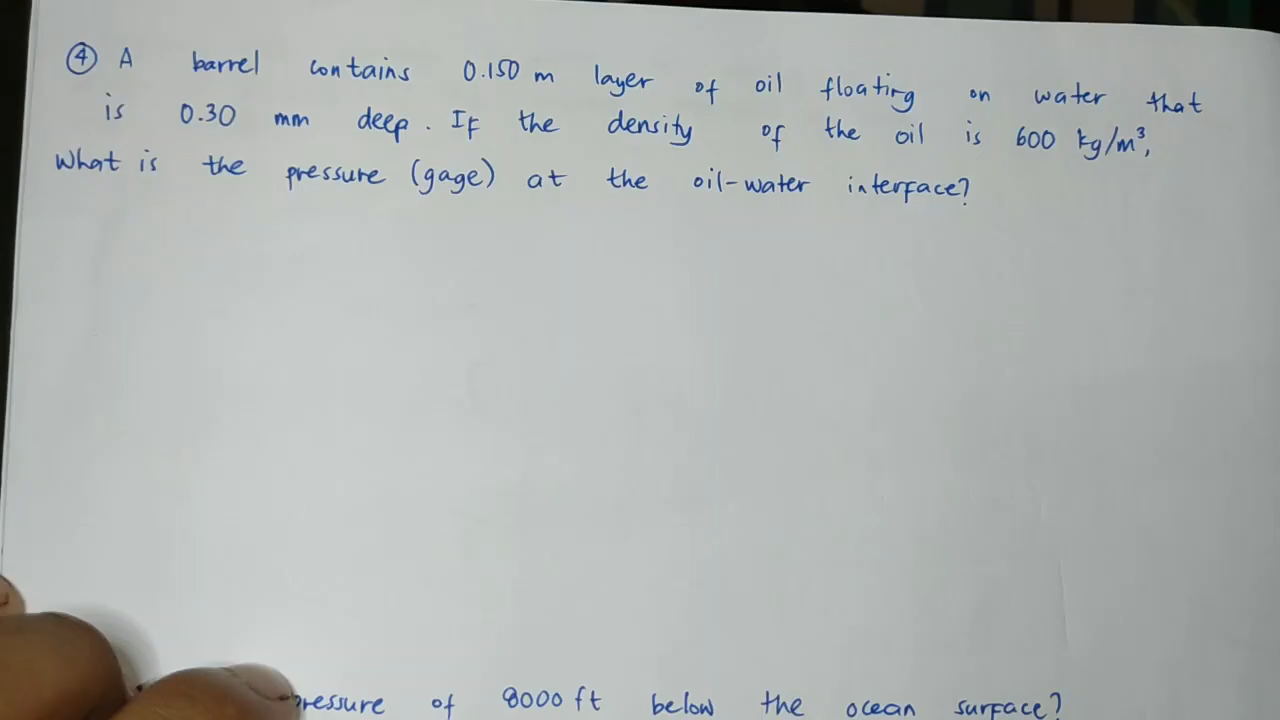 ④ A barrel contains 0.150 m layer of oil floating on water that
is 0.30 mm deep. If the density of the oil is 600 kg/m³,
What is the pressure (gage) at the oil-water interface?
pressure of 8000 ft below the ocean surface?